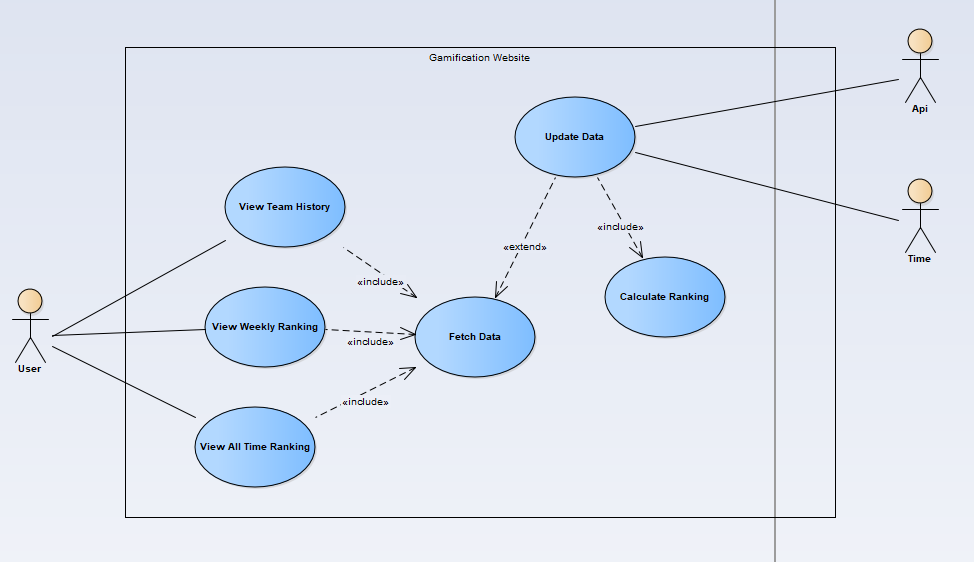 Gamification Website
Api
Update Data
View Team History
«include»
«extend»
Time
«include»
Calculate Ranking
View Weekly Ranking
«include»
Fetch Data
User
«include»
View All Time Ranking